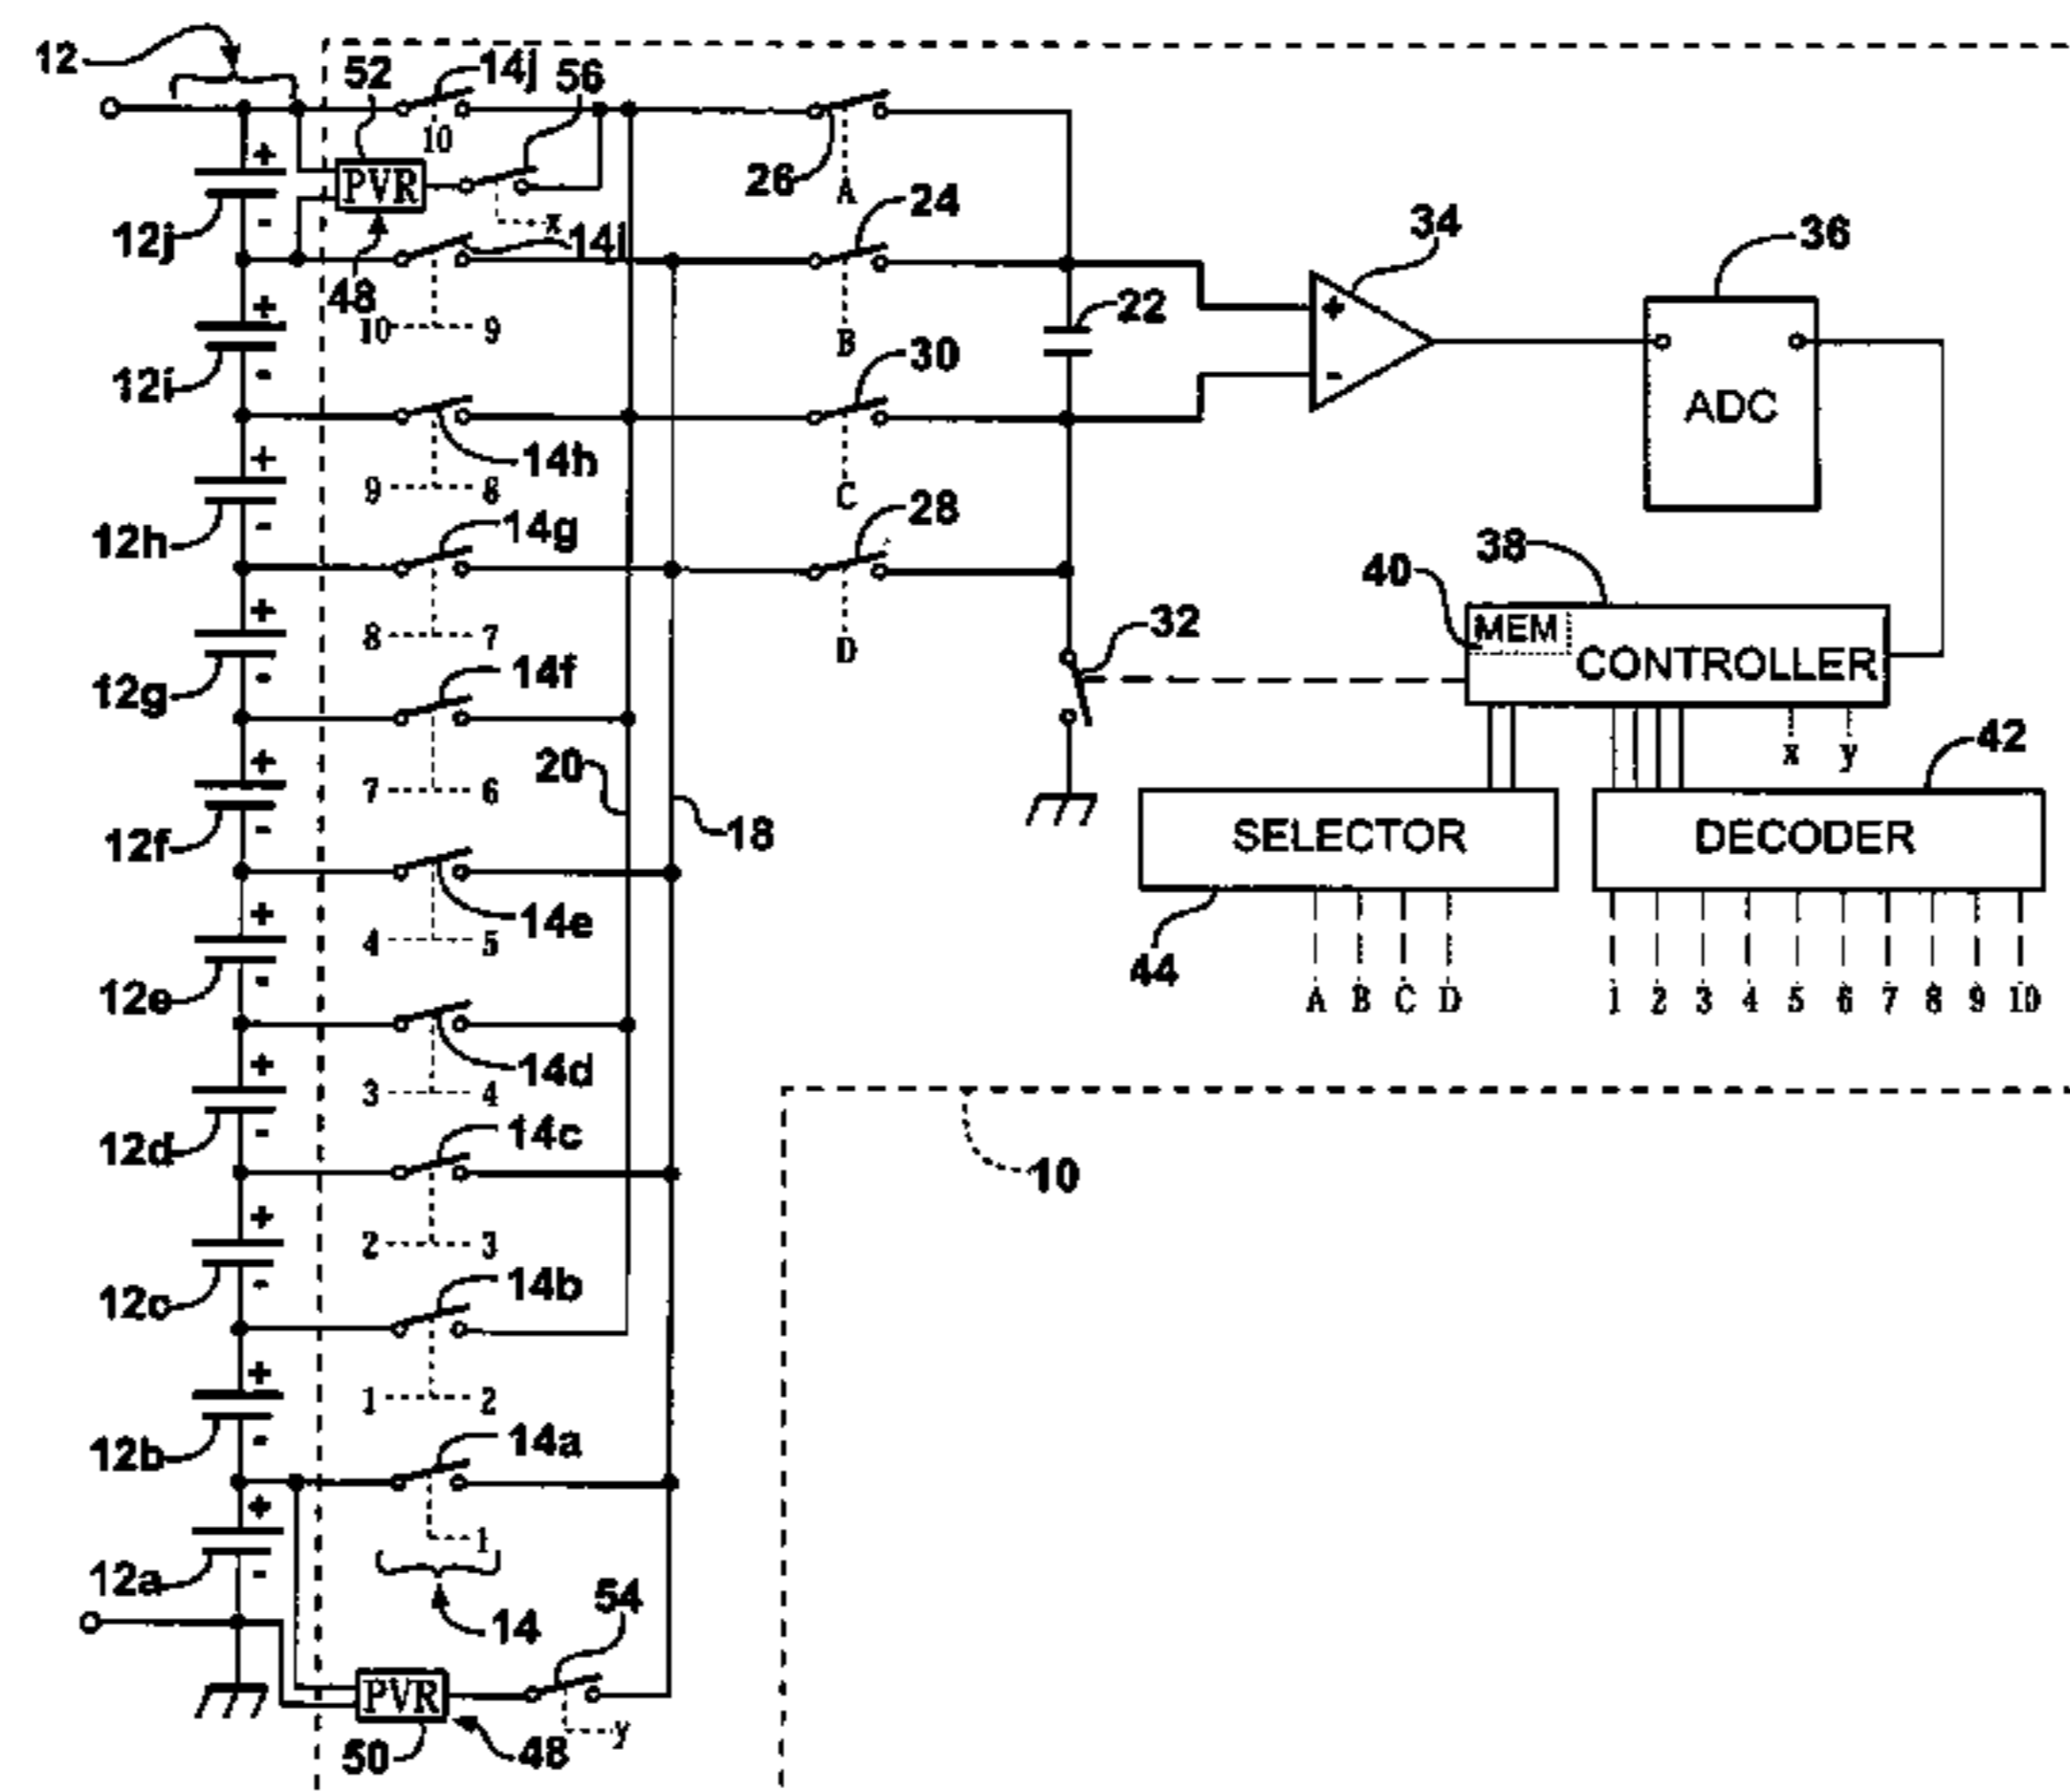 12
52
14j
56
10
PVR
26
A
24
34
36
12j
-
+
x
14i
48
10 9
B
22
+
-
ADC
12i
+
-
30
14h
9 8
C
12h
+
-
14g
28
38
40
MEM
CONTROLLER
8 7
D
32
12g
+
-
14f
x y
42
7 6
20
18
SELECTOR
DECODER
12f
+
-
14e
4 5
44
A B C D
1 2 3 4 5 6 7 8 9 10
12e
+
-
14d
3 4
12d
+
-
14c
10
2 3
12c
+
-
14b
1 2
12b
+
-
14a
1
12a
+
-
14
54
PVR
y
50
48